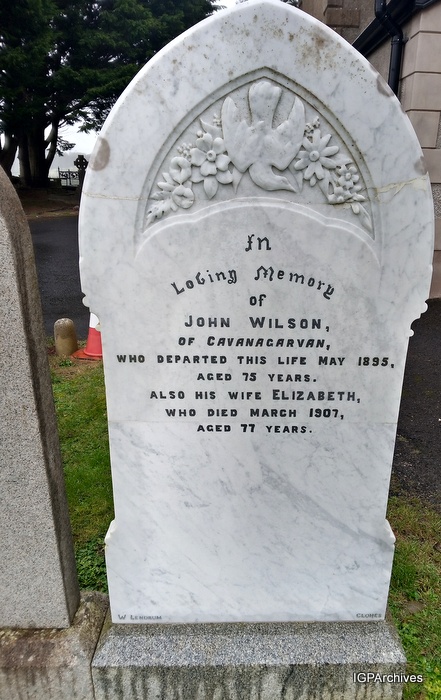 In
Loving Memory
of
JOHN WILSON,
OF CAVANAGARVAN,
WHO DEPARTED THIS LIFE MAY 1895,
AGED 75 YEARS.
ALSO HIS WIFE ELIZABETH,
WHO DIED MARCH 1907,
AGED 77 YEARS.
W LENDRUM CLONES
IGPArchives